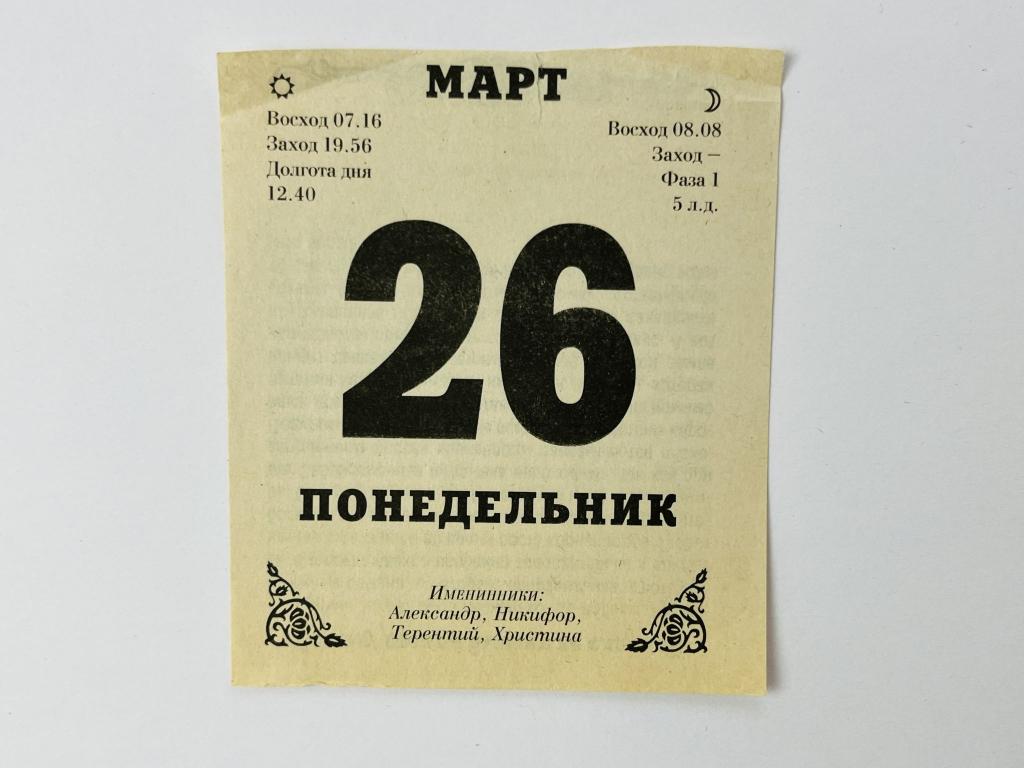 МАРТ
Восход 07.16
Заход 19.56
Долгота дня
12.40
Восход 08.08
Заход –
Фаза 1
5 л.д.
26
ПОНЕДЕЛЬНИК
Именинники:
Александр, Никифор,
Терентий, Христина